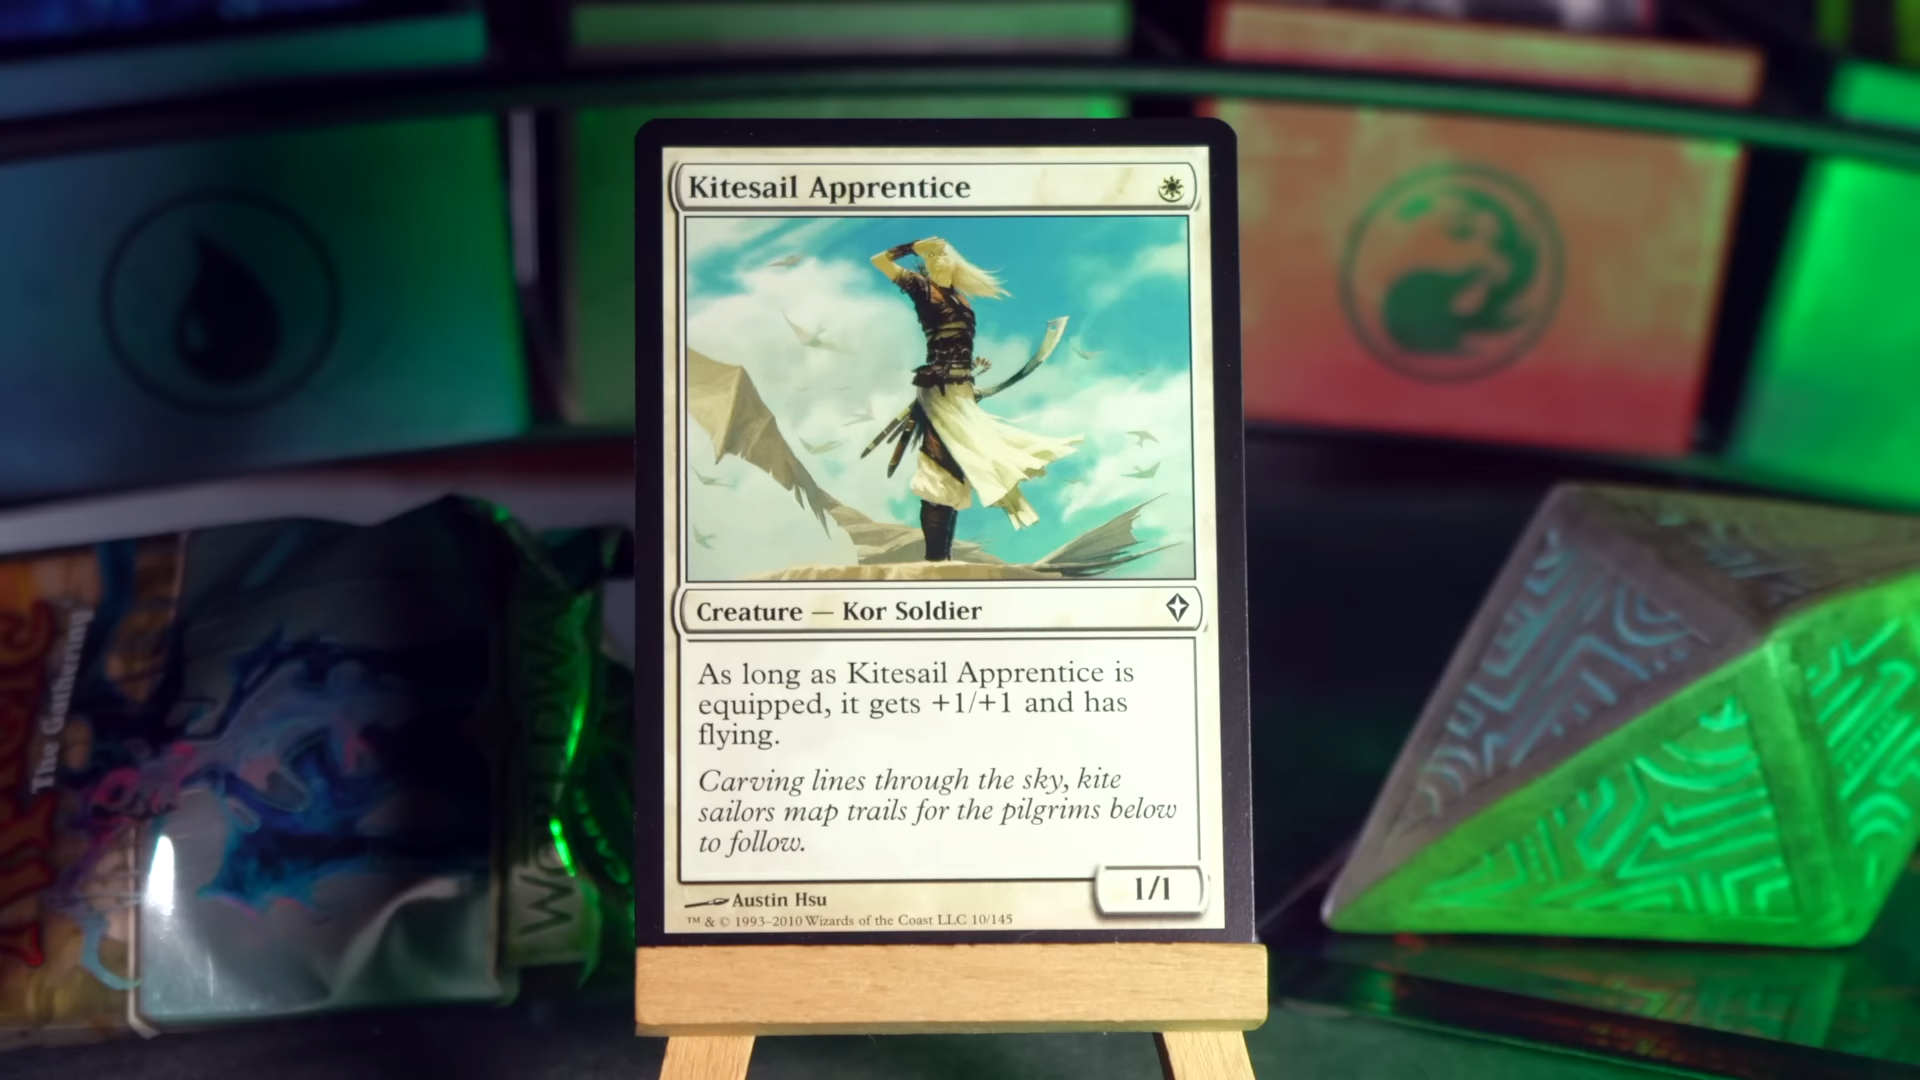 Kitesail Apprentice
Creature — Kor Soldier
As long as Kitesail Apprentice is
equipped, it gets +1/+1 and has
flying.
Carving lines through the sky, kite
sailors map trails for the pilgrims below
to follow.
1/1
Austin Hsu
™ & © 1993–2010 Wizards of the Coast LLC 10/145
The Gathering